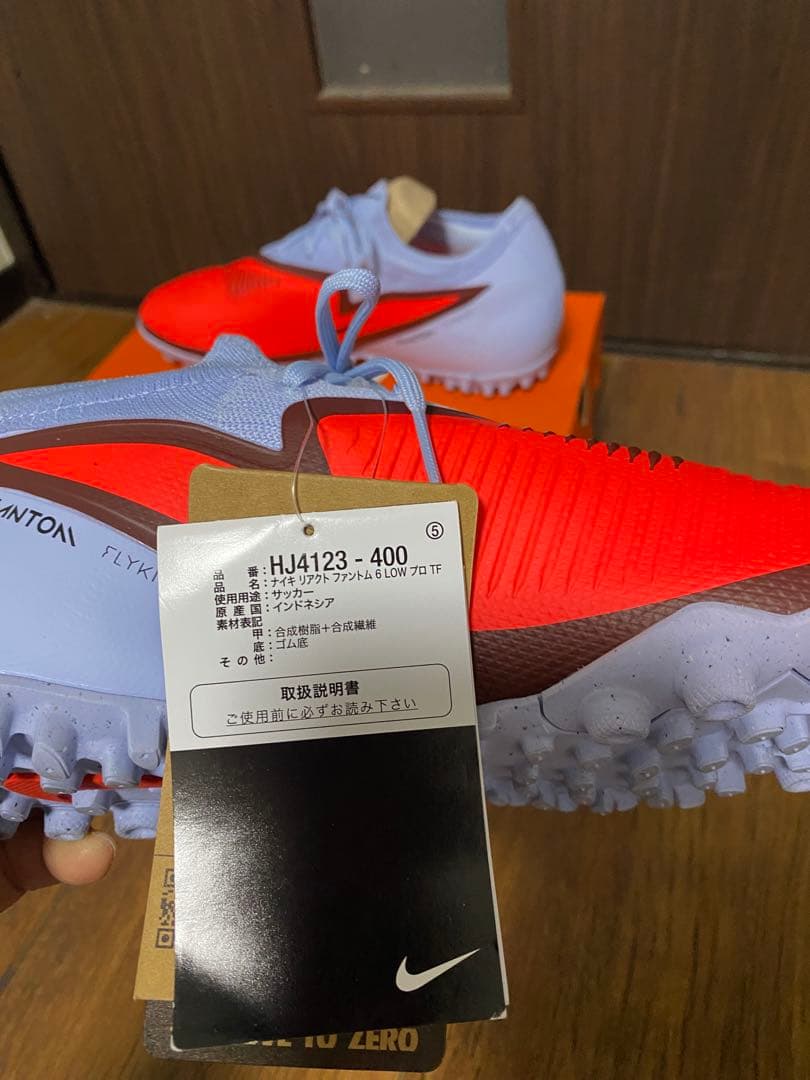 ANTOM
FLYK
⑤
品 番：HJ4123 - 400
品 名：ナイキ リアクト ファントム 6 LOW プロ TF
使用用途：サッカー
原 産 国：インドネシア
素材表記
甲：合成樹脂＋合成繊維
底：ゴム底
そ の 他：
取扱説明書
ご使用前に必ずお読み下さい
TO ZERO